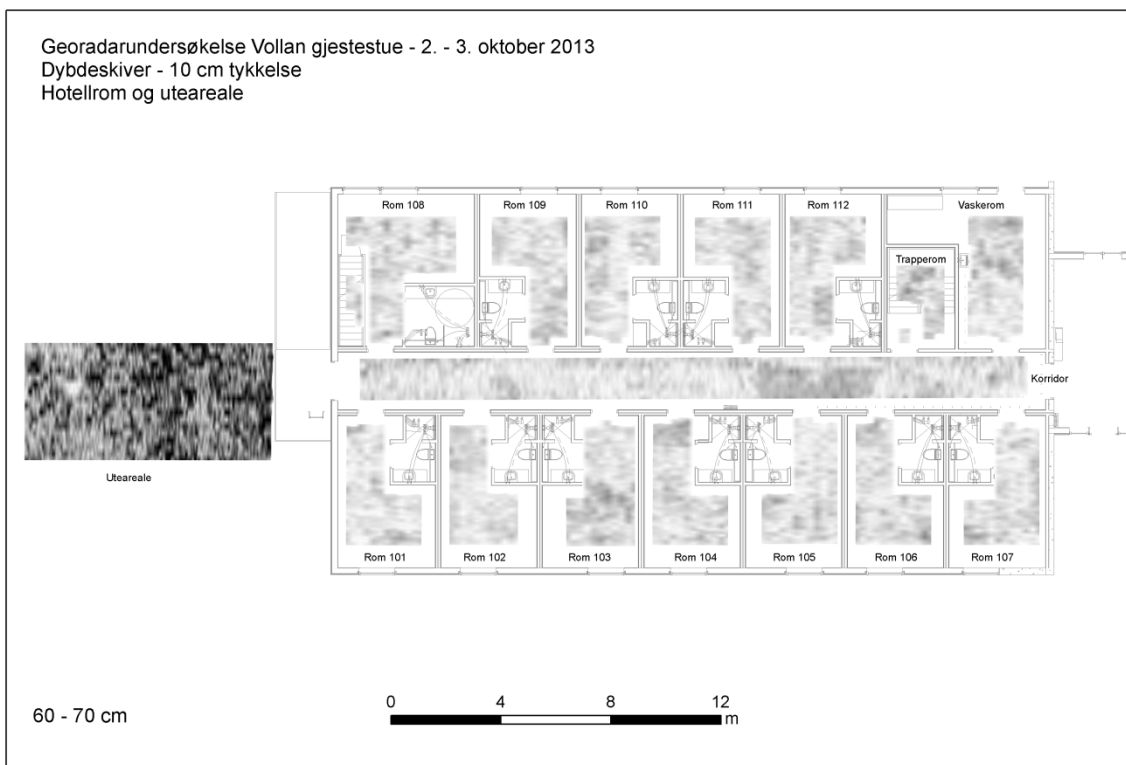 Georadarundersøkelse Vollan gjestestue - 2. - 3. oktober 2013
Dybdeskiver - 10 cm tykkelse
Hotellrom og uteareale
Rom 108
Rom 109
Rom 110
Rom 111
Rom 112
Vaskerom
Trapperom
Korridor
Uteareale
Rom 101
Rom 102
Rom 103
Rom 104
Rom 105
Rom 106
Rom 107
60 - 70 cm
0 4 8 12
m